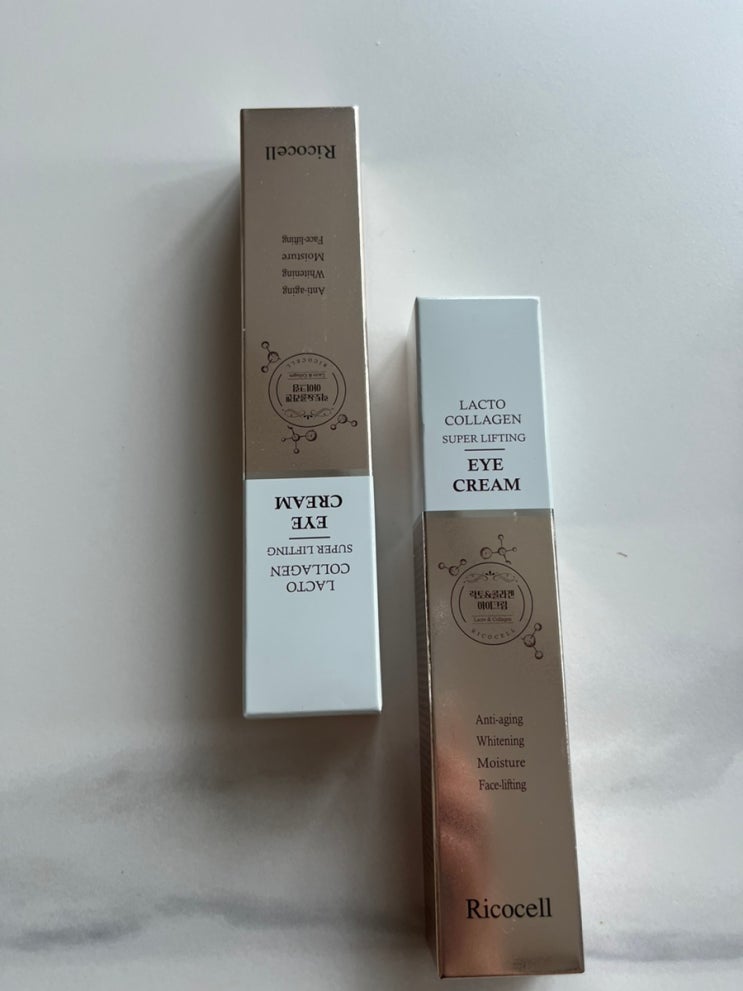 Ricocell
Face-lifting
Moisture
Whitening
Anti-aging
RICOCELL
Lacto & Collagen
아이크림
락토&콜라겐
CREAM
EYE
SUPER LIFTING
COLLAGEN
LACTO
LACTO
COLLAGEN
SUPER LIFTING
EYE
CREAM
락토&콜라겐
아이크림
Lacto & Collagen
RICOCELL
Anti-aging
Whitening
Moisture
Face-lifting
Ricocell